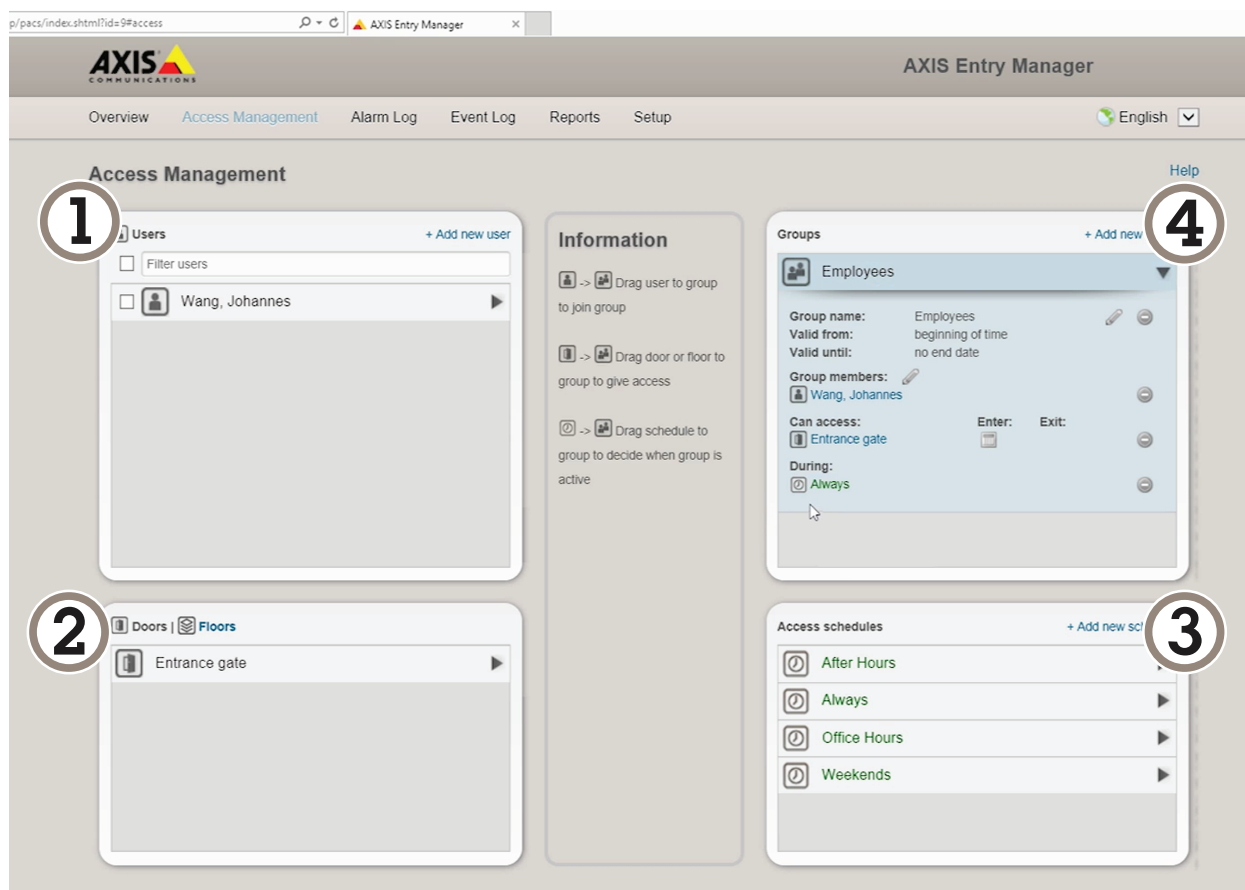 p/pacs/index.shtml?id=9#access
AXIS Entry Manager
AXIS
COMMUNICATIONS
AXIS Entry Manager
Overview Access Management Alarm Log Event Log Reports Setup
English
Access Management
Help
1
Users + Add new user
Filter users
Wang, Johannes
Information
-> Drag user to group
to join group
-> Drag door or floor to
group to give access
-> Drag schedule to
group to decide when group is
active
4
Groups + Add new
Employees
Group name: Employees
Valid from: beginning of time
Valid until: no end date
Group members:
Wang, Johannes
Can access: Enter: Exit:
Entrance gate
During:
Always
2
Doors | Floors
Entrance gate
3
Access schedules + Add new sc
After Hours
Always
Office Hours
Weekends